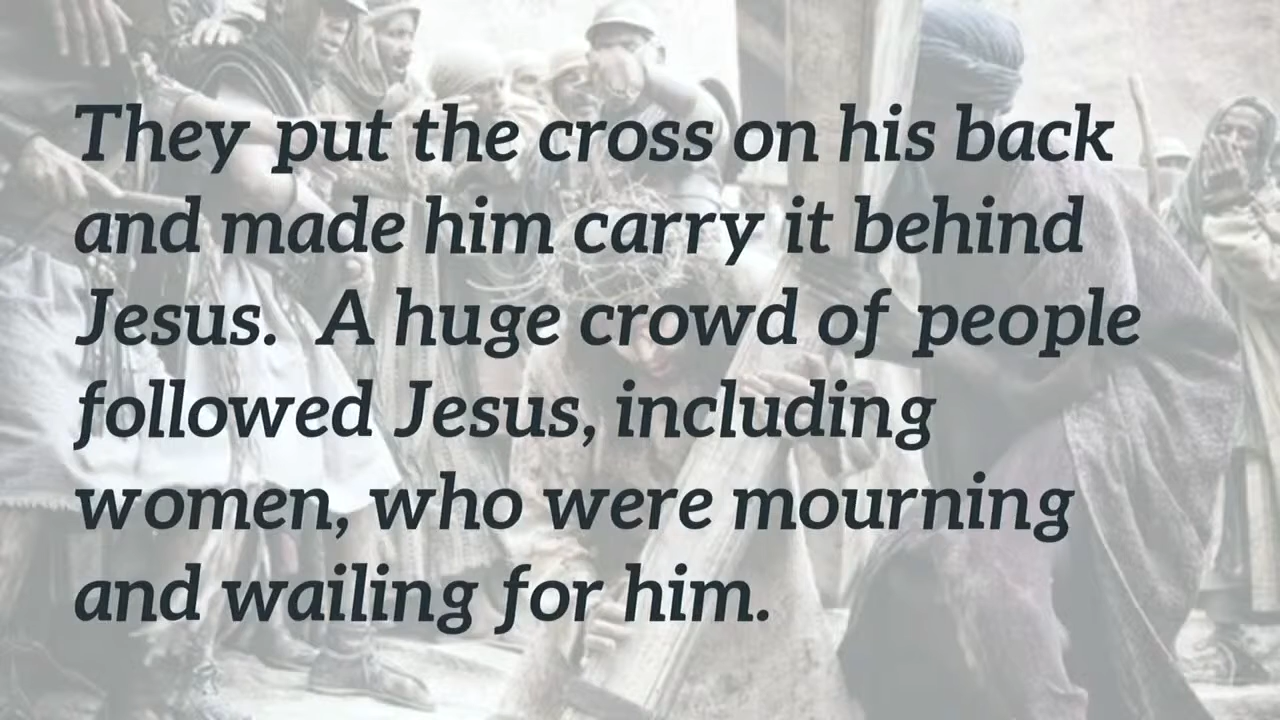 They put the cross on his back
and made him carry it behind
Jesus.  A huge crowd of people
followed Jesus, including
women, who were mourning
and wailing for him.